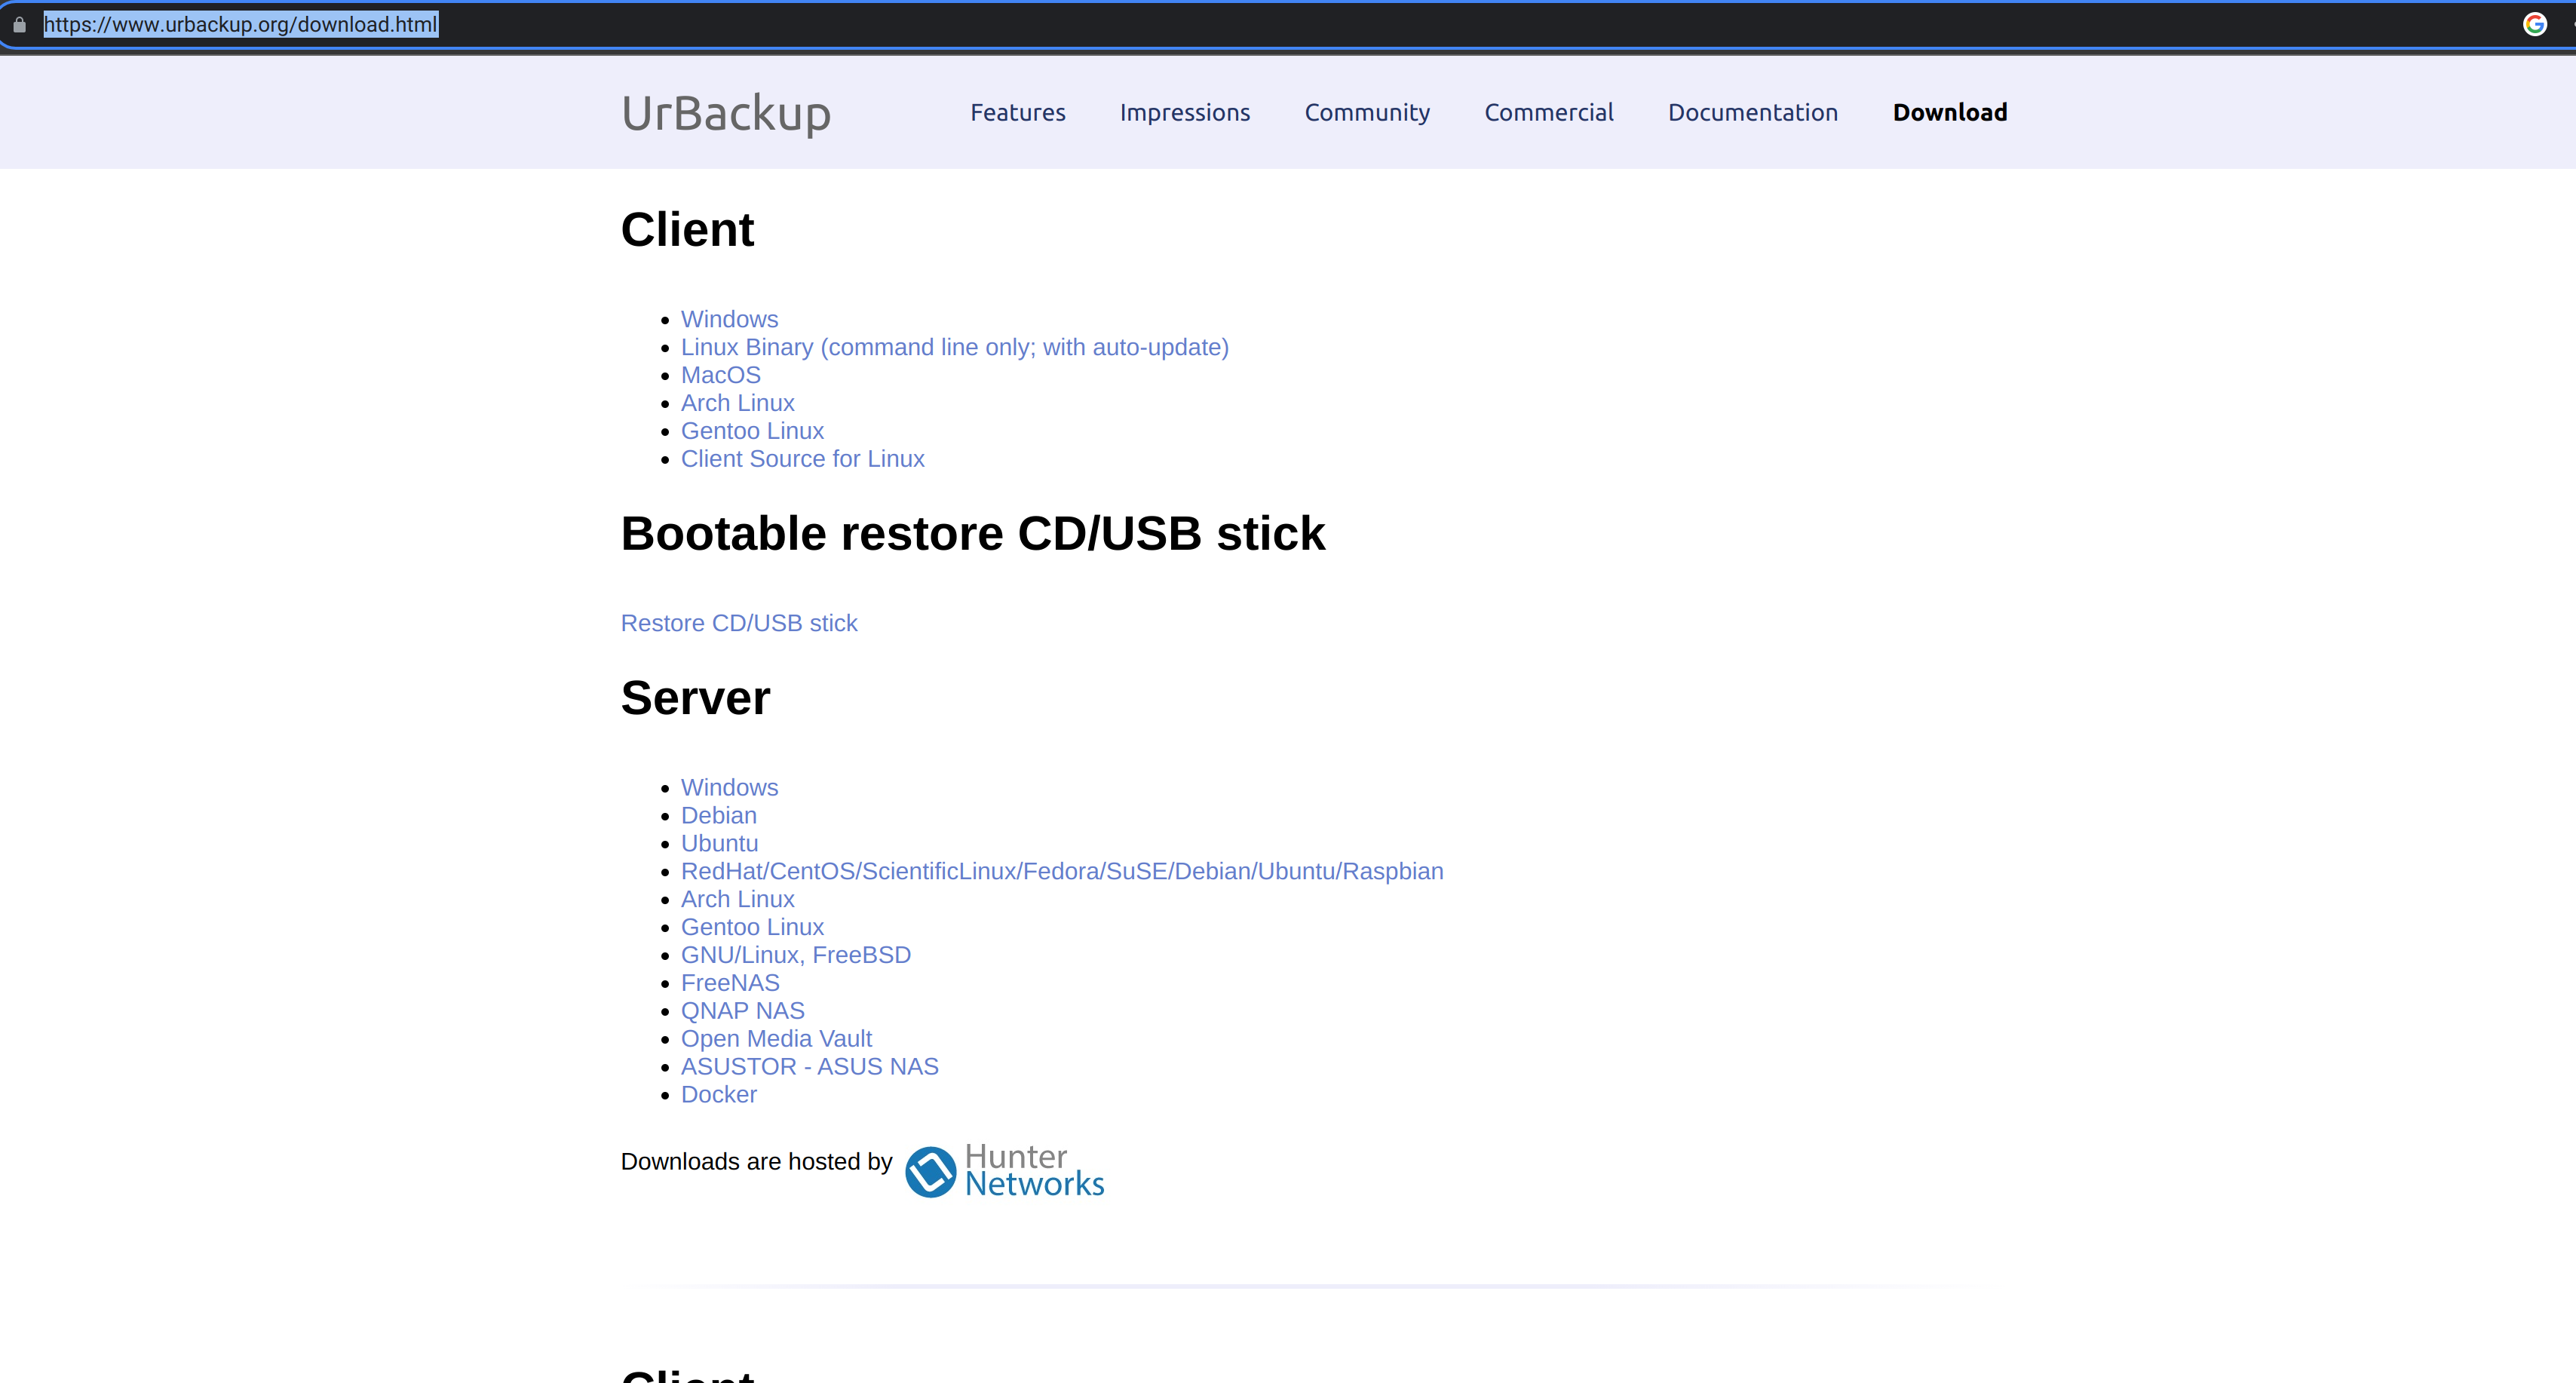 https://www.urbackup.org/download.html
UrBackup
Features Impressions Community Commercial Documentation Download
Client
Windows
Linux Binary (command line only; with auto-update)
MacOS
Arch Linux
Gentoo Linux
Client Source for Linux
Bootable restore CD/USB stick
Restore CD/USB stick
Server
Windows
Debian
Ubuntu
RedHat/CentOS/ScientificLinux/Fedora/SuSE/Debian/Ubuntu/Raspbian
Arch Linux
Gentoo Linux
GNU/Linux, FreeBSD
FreeNAS
QNAP NAS
Open Media Vault
ASUSTOR - ASUS NAS
Docker
Downloads are hosted by Hunter
Networks
Client